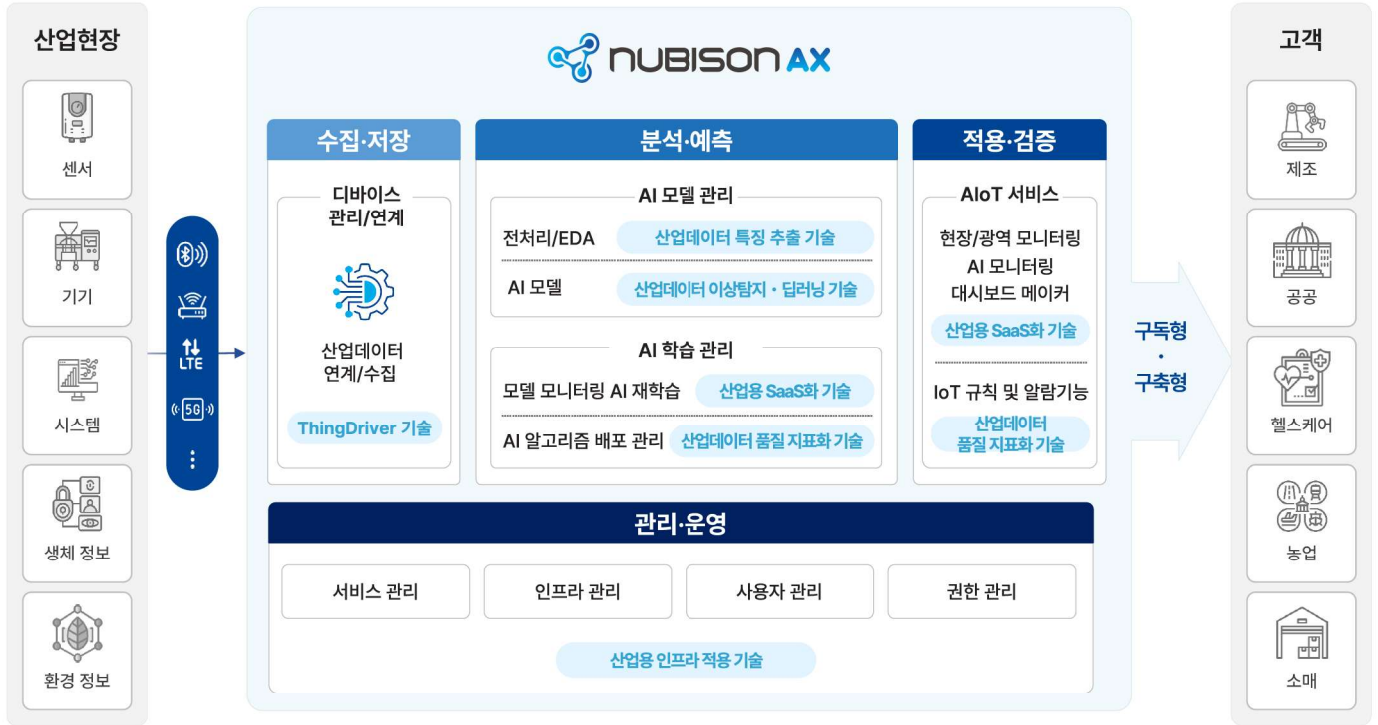 산업현장
센서
기기
시스템
생체 정보
환경 정보
LTE
5G
NUBISON AX
수집·저장
디바이스
관리/연계
산업데이터
연계/수집
ThingDriver 기술
분석·예측
AI 모델 관리
전처리/EDA
산업데이터 특징 추출 기술
AI 모델
산업데이터 이상탐지 · 딥러닝 기술
AI 학습 관리
모델 모니터링 AI 재학습
산업용 SaaS화 기술
AI 알고리즘 배포 관리
산업데이터 품질 지표화 기술
적용·검증
AIoT 서비스
현장/광역 모니터링
AI 모니터링
대시보드 메이커
산업용 SaaS화 기술
IoT 규칙 및 알람기능
산업데이터
품질 지표화 기술
관리·운영
서비스 관리
인프라 관리
사용자 관리
권한 관리
산업용 인프라 적용 기술
구독형
·
구축형
고객
제조
공공
헬스케어
농업
소매